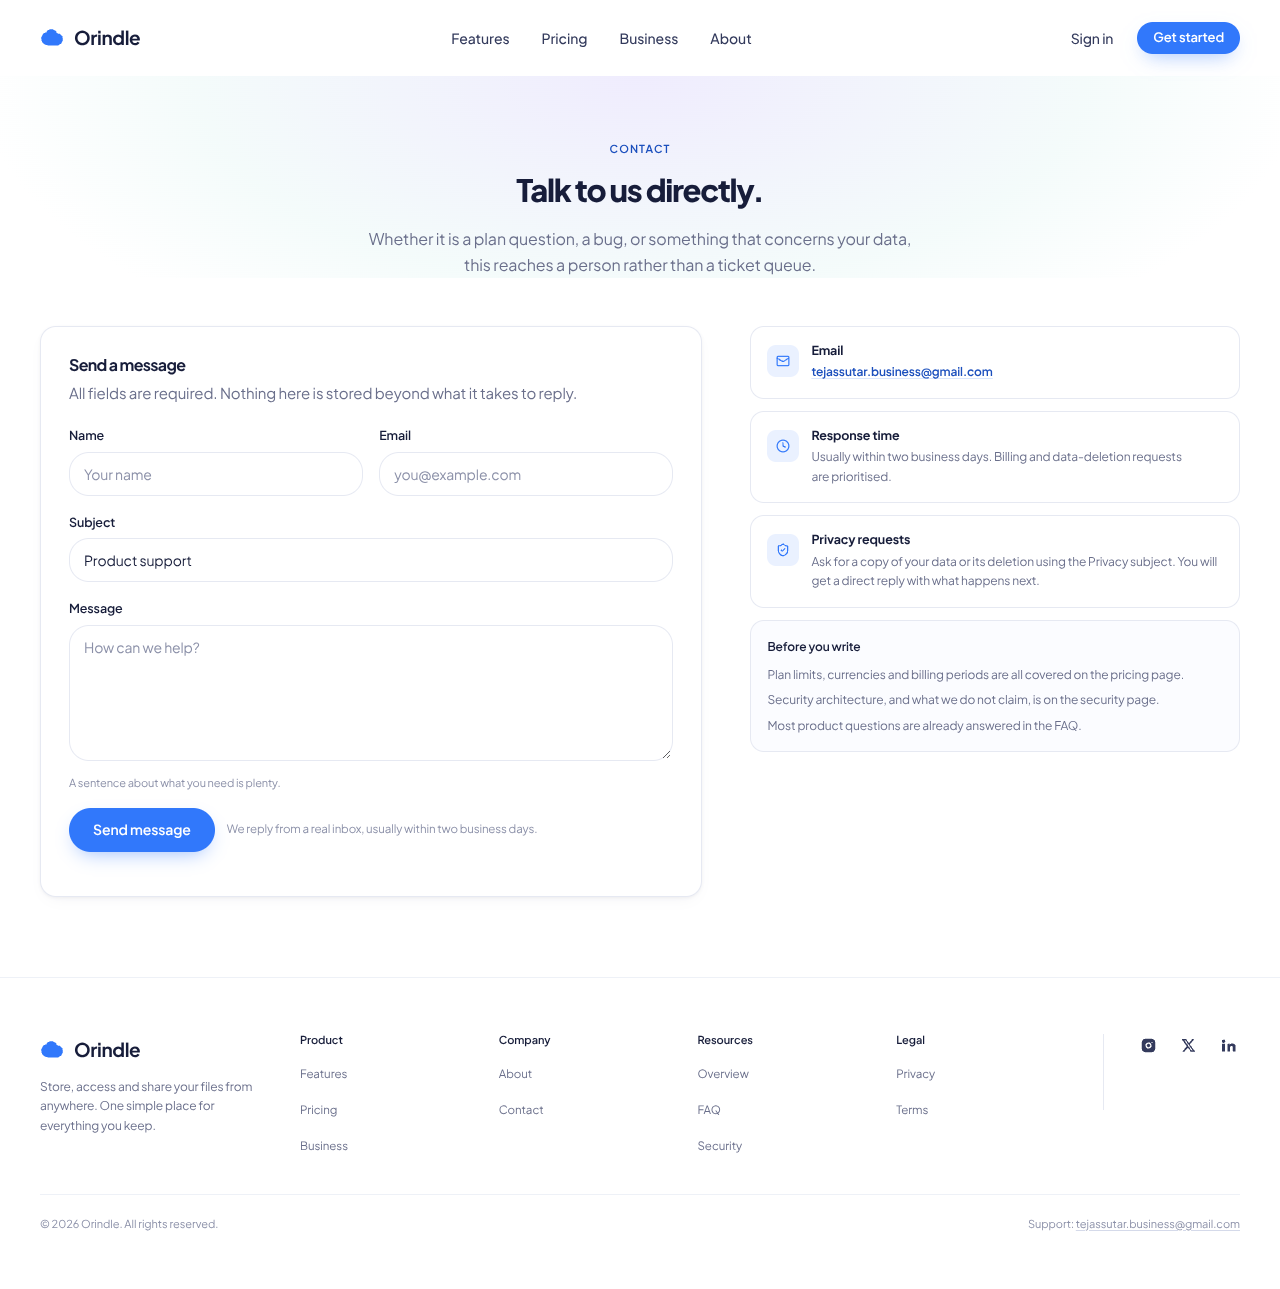 Orindle
Features
Pricing
Business
About
Sign in
Get started
CONTACT
Talk to us directly.
Whether it is a plan question, a bug, or something that concerns your data,
this reaches a person rather than a ticket queue.
Send a message
All fields are required. Nothing here is stored beyond what it takes to reply.
Name
Email
Your name
you@example.com
Subject
Product support
Message
How can we help?
A sentence about what you need is plenty.
Send message
We reply from a real inbox, usually within two business days.
Email
tejassutar.business@gmail.com
Response time
Usually within two business days. Billing and data-deletion requests
are prioritised.
Privacy requests
Ask for a copy of your data or its deletion using the Privacy subject. You will
get a direct reply with what happens next.
Before you write
Plan limits, currencies and billing periods are all covered on the pricing page.
Security architecture, and what we do not claim, is on the security page.
Most product questions are already answered in the FAQ.
Orindle
Store, access and share your files from
anywhere. One simple place for
everything you keep.
Product
Features
Pricing
Business
Company
About
Contact
Resources
Overview
FAQ
Security
Legal
Privacy
Terms
© 2026 Orindle. All rights reserved.
Support: tejassutar.business@gmail.com